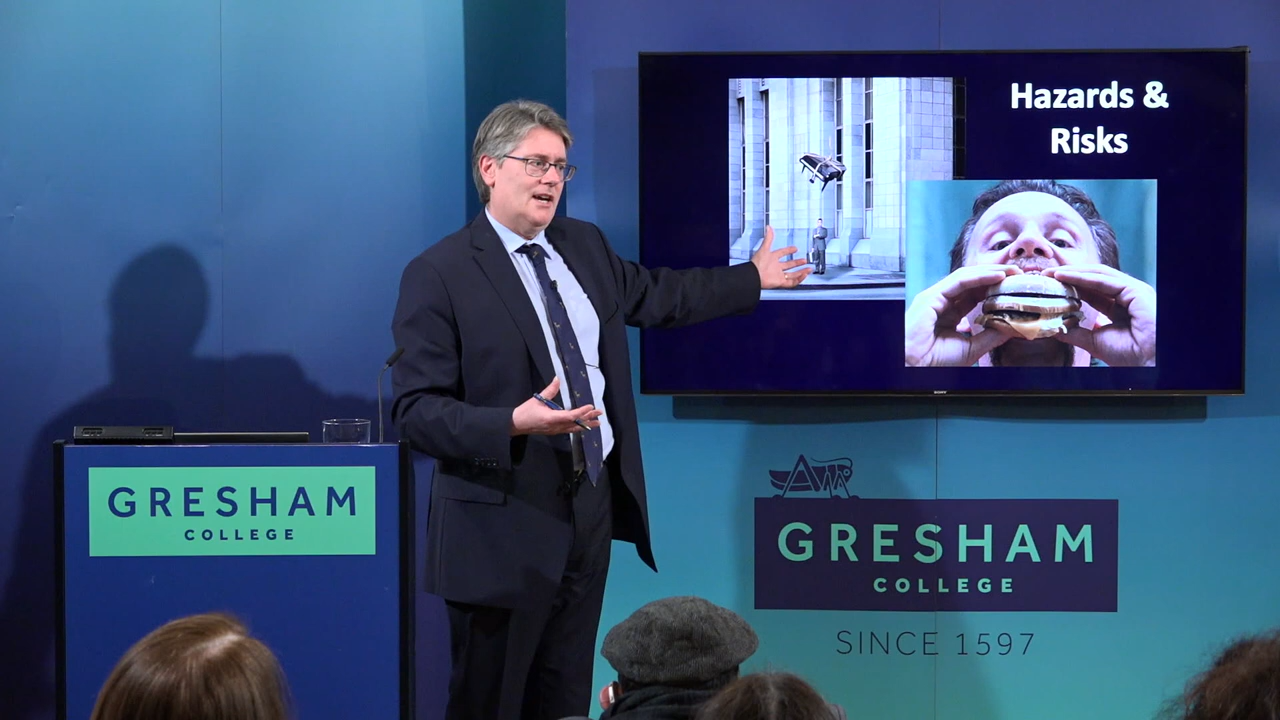 Hazards &
Risks
SONY
GRESHAM
COLLEGE
GRESHAM
COLLEGE
SINCE 1597